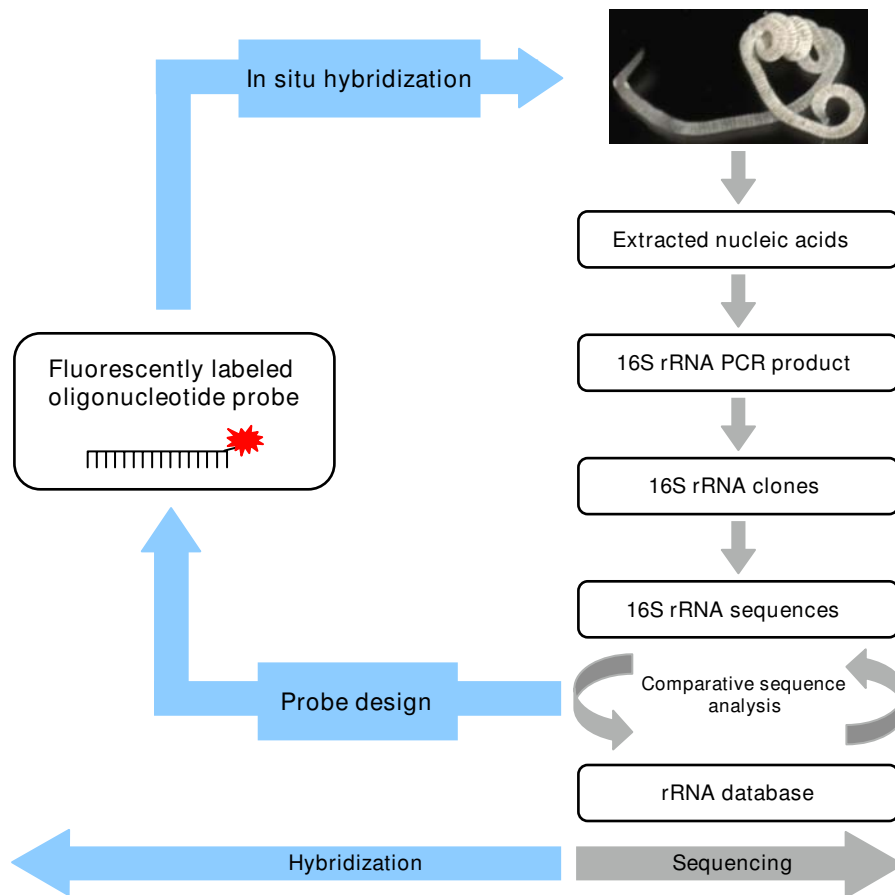 In situ hybridization
Extracted nucleic acids
16S rRNA PCR product
Fluorescently labeled
oligonucleotide probe
16S rRNA clones
16S rRNA sequences
Comparative sequence
analysis
Probe design
rRNA database
Hybridization
Sequencing